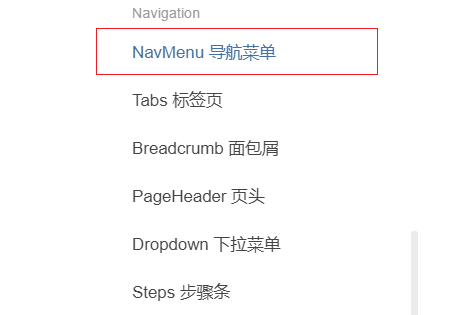 Navigation
NavMenu 导航菜单
Tabs 标签页
Breadcrumb 面包屑
PageHeader 页头
Dropdown 下拉菜单
Steps 步骤条